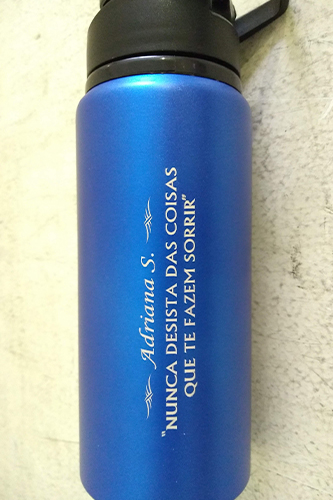 Adriana S.
"NUNCA DESISTA DAS COISAS
QUE TE FAZEM SORRIR"